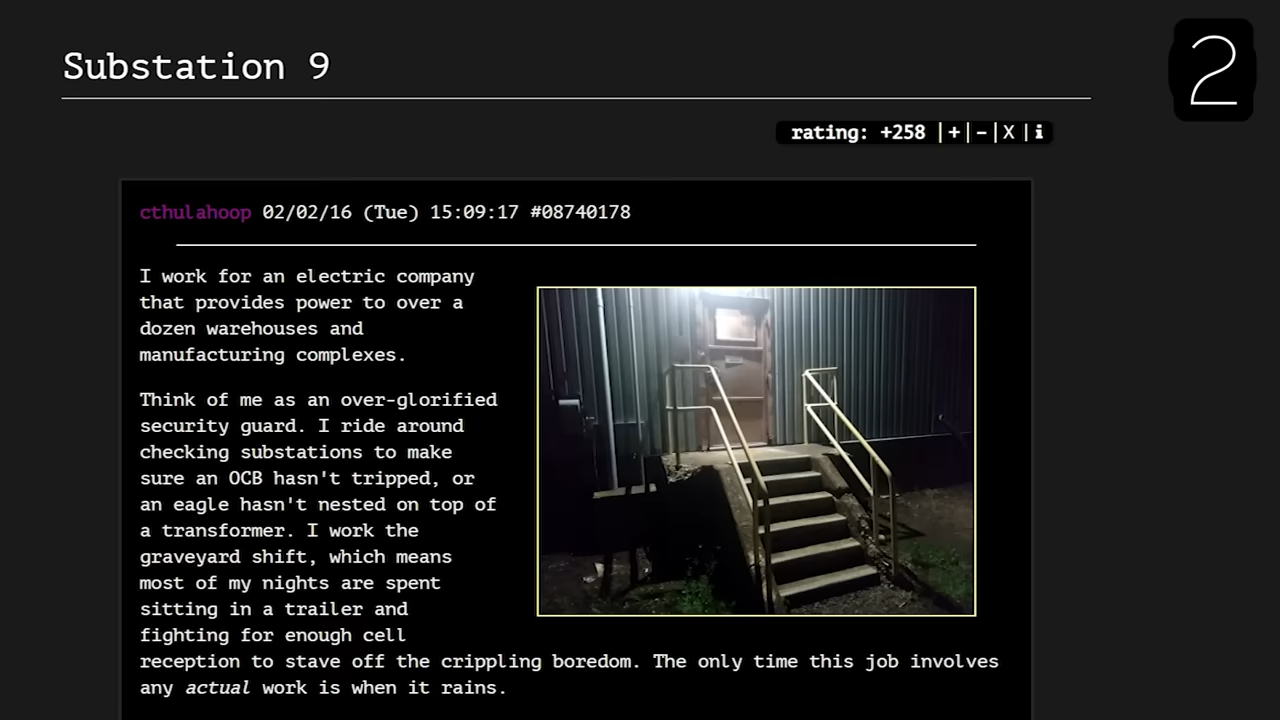 Substation 9
2
rating: +258 |+|-|X|i
cthulahoop 02/02/16 (Tue) 15:09:17 #08740178
I work for an electric company
that provides power to over a
dozen warehouses and
manufacturing complexes.
Think of me as an over-glorified
security guard. I ride around
checking substations to make
sure an OCB hasn't tripped, or
an eagle hasn't nested on top of
a transformer. I work the
graveyard shift, which means
most of my nights are spent
sitting in a trailer and
fighting for enough cell
reception to stave off the crippling boredom. The only time this job involves
any actual work is when it rains.